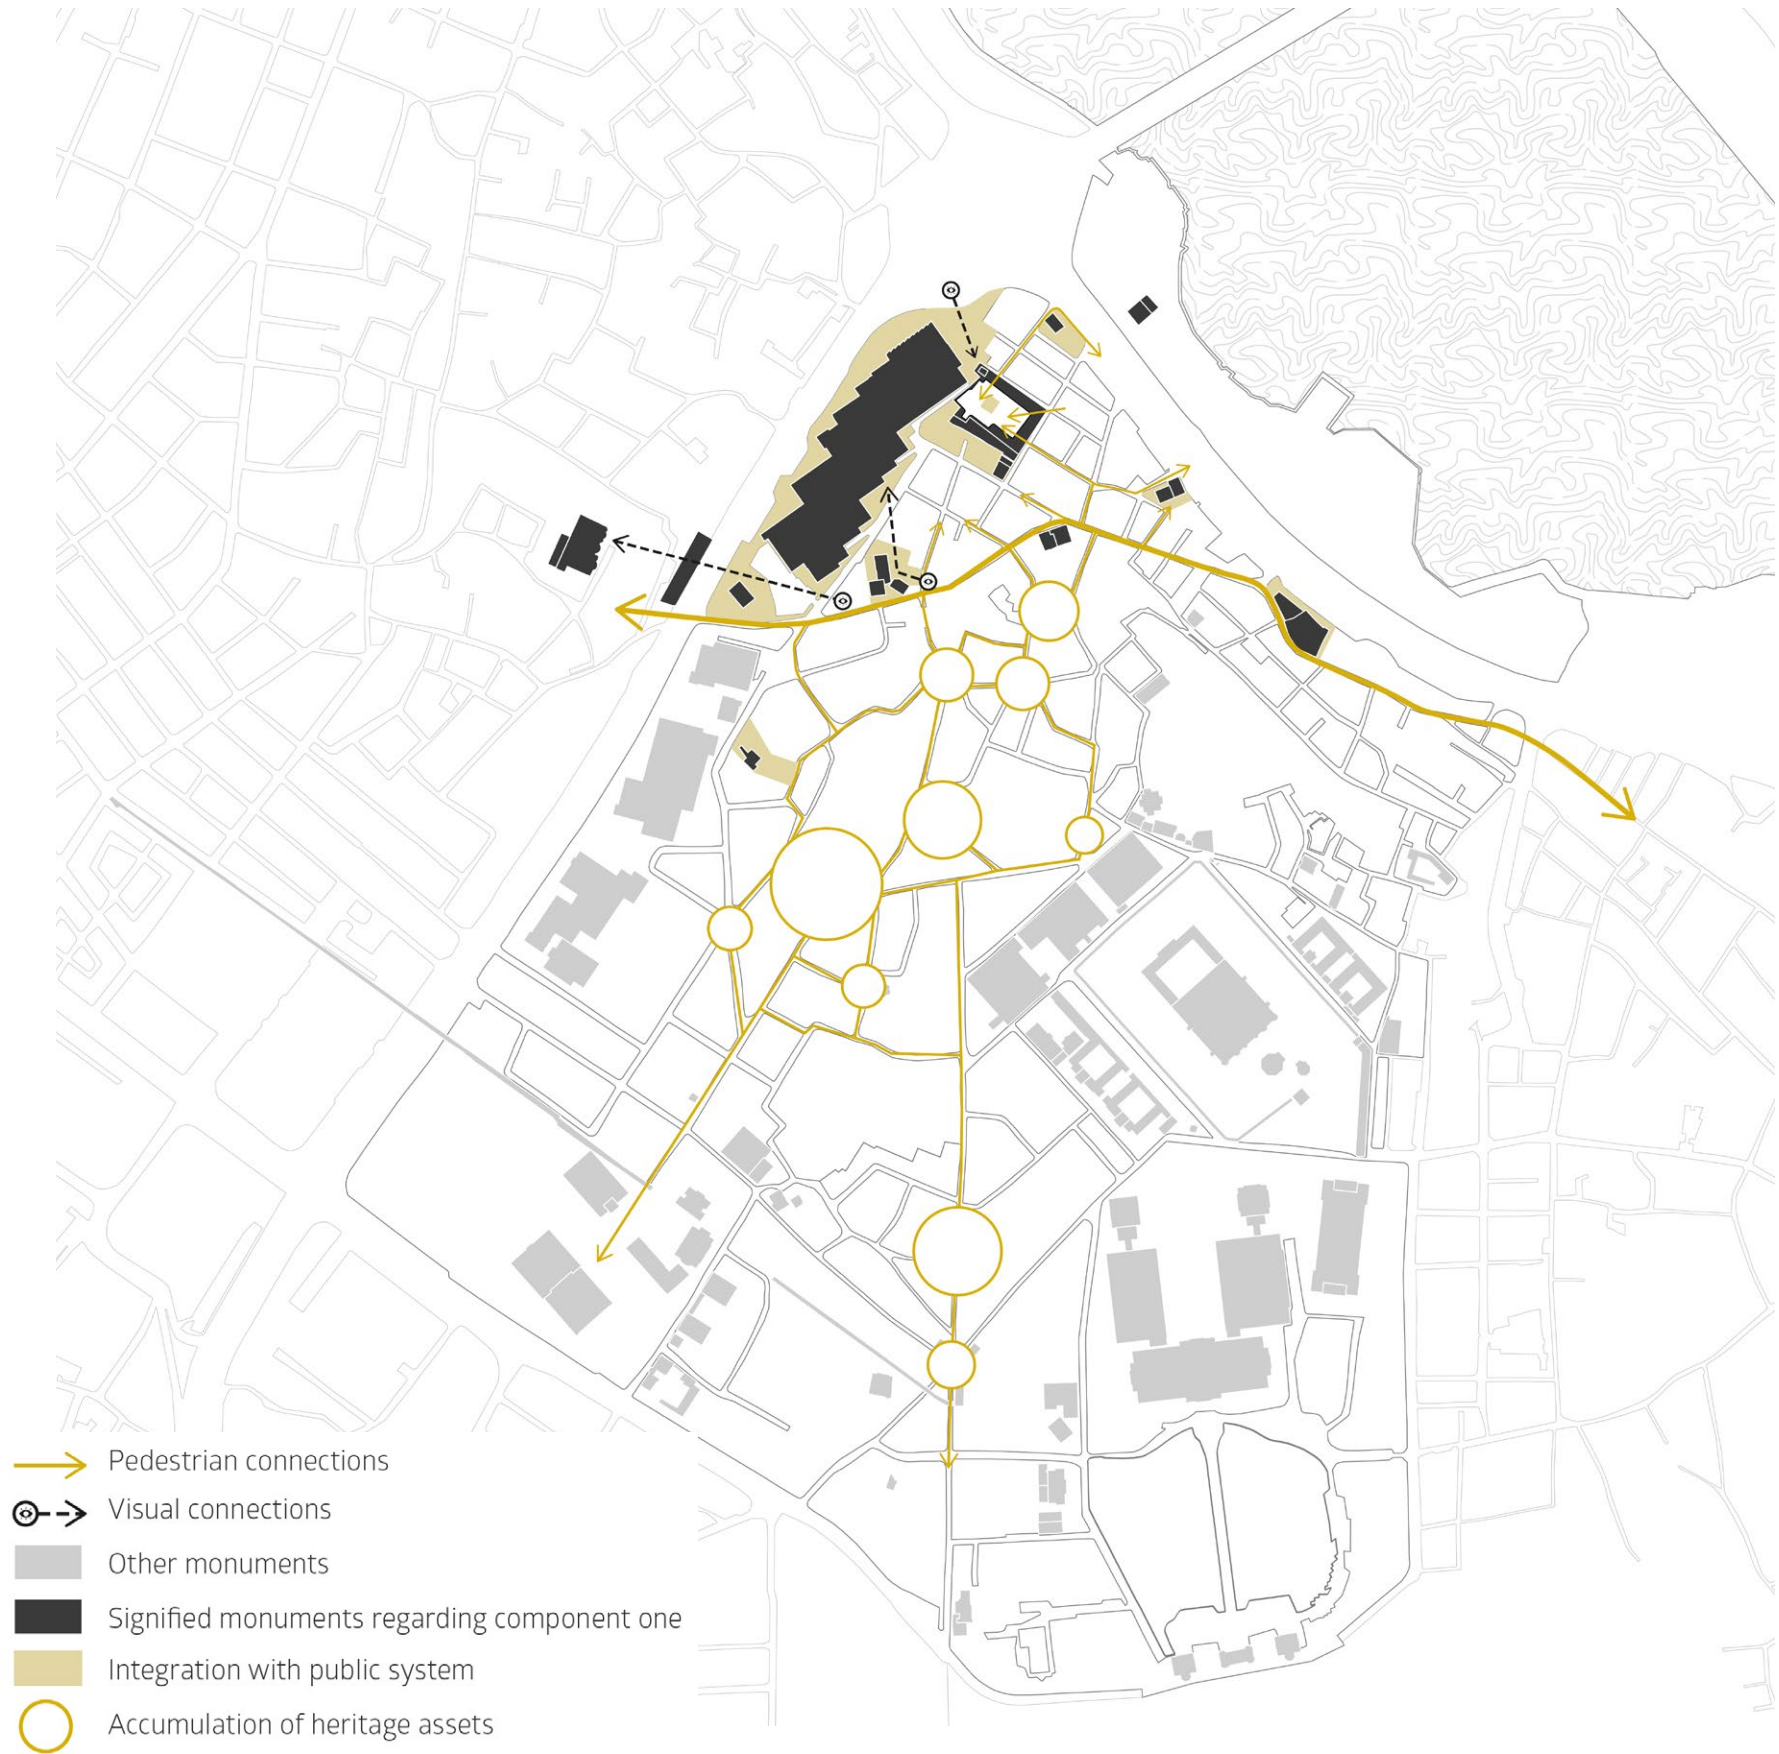 Pedestrian connections
Visual connections
Other monuments
Signified monuments regarding component one
Integration with public system
Accumulation of heritage assets